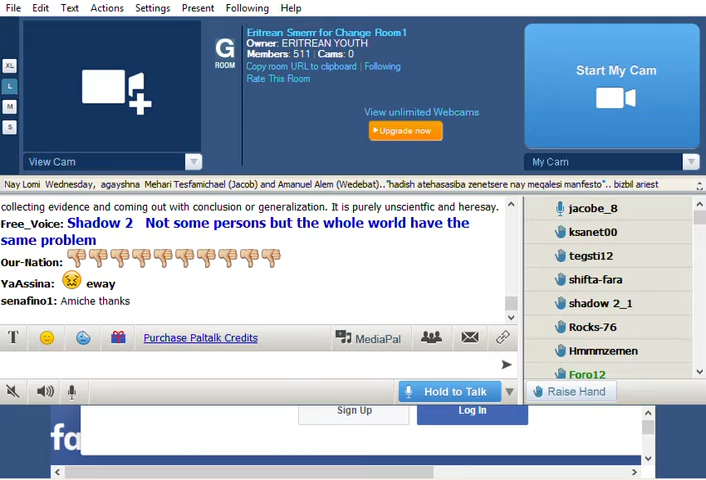 File Edit Text Actions Settings Present Following Help
Eritrean Smerrr for Change Room1
Owner: ERITREAN YOUTH
Members: 511 | Cams: 0
Copy room URL to clipboard | Following
Rate This Room
G
ROOM
XL
L
M
S
View unlimited Webcams
Upgrade now
Start My Cam
View Cam
My Cam
Nay Lomi Wednesday, agayshna Mehari Tesfamichael (Jacob) and Amanuel Alem (Wedebat).."hadish atehasasiba zenetsere nay meqalesi manfesto".. bizbil ariest
collecting evidence and coming out with conclusion or generalization. It is purely unscientfic and heresay.
Free_Voice: Shadow 2 Not some persons but the whole world have the
same problem
Our-Nation:
YaAssina: eway
senafino1: Amiche thanks
jacobe_8
ksanet00
tegsti12
shifta-fara
shadow 2_1
Rocks-76
Hmmmzemen
Foro12
T
Purchase Paltalk Credits
MediaPal
Hold to Talk
Raise Hand
Sign Up
Log In
fa